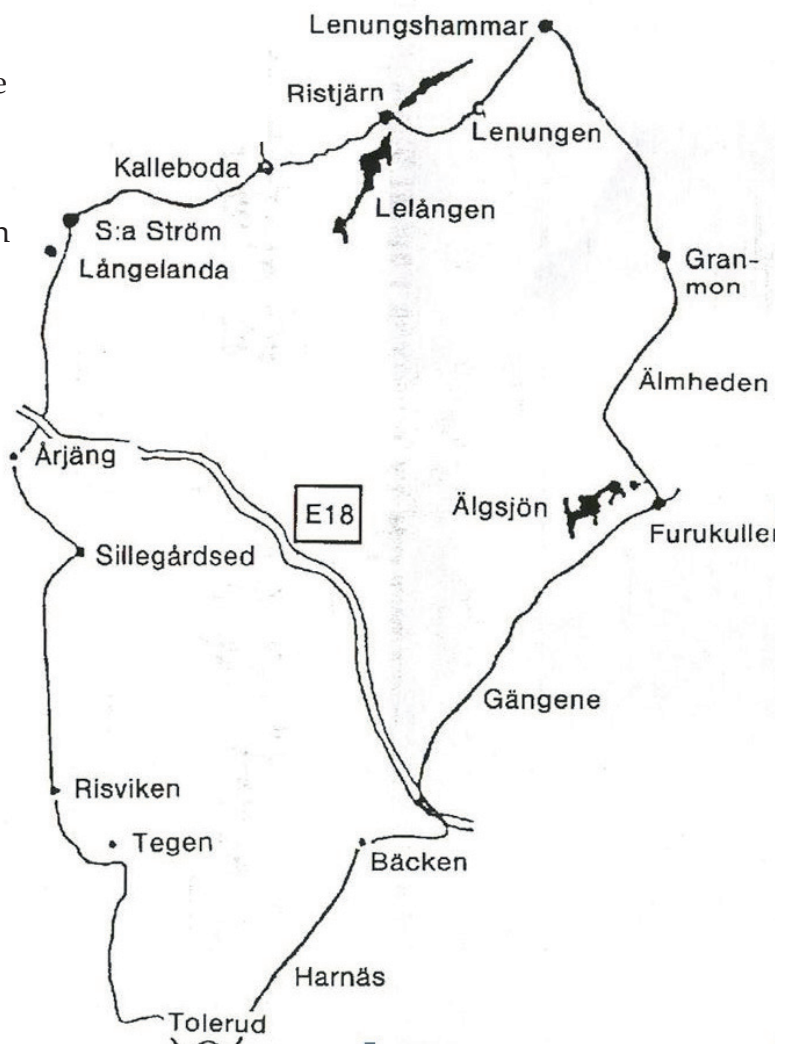 Lenungshammar
e
Ristjärn
Lenungen
Kalleboda
Lelången
S:a Ström
n
Långelanda
Gran-
mon
Älmheden
Årjäng
Älgsjön
E18
Furukuller
Sillegårdsed
Gängene
Risviken
Tegen
Bäcken
Harnäs
Tolerud